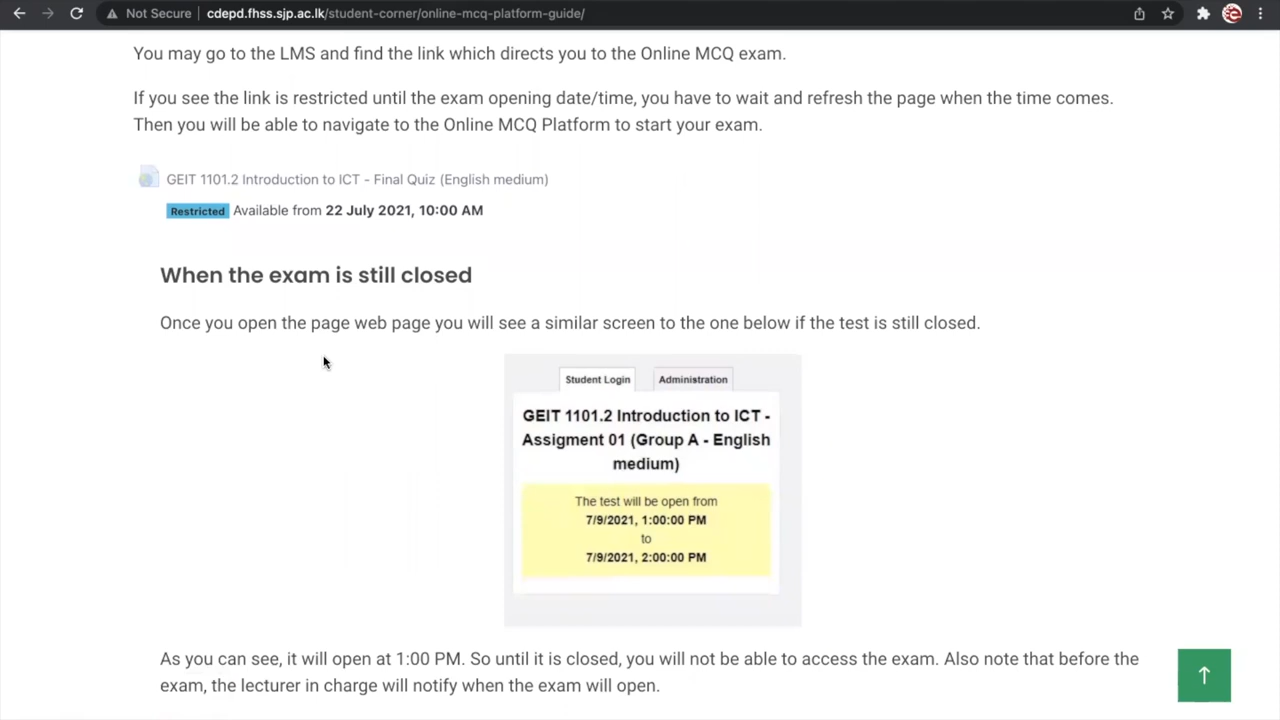 Not Secure
cdepd.fhss.sjp.ac.lk/student-corner/online-mcq-platform-guide/
You may go to the LMS and find the link which directs you to the Online MCQ exam.
If you see the link is restricted until the exam opening date/time, you have to wait and refresh the page when the time comes.
Then you will be able to navigate to the Online MCQ Platform to start your exam.
GEIT 1101.2 Introduction to ICT - Final Quiz (English medium)
Restricted Available from 22 July 2021, 10:00 AM
When the exam is still closed
Once you open the page web page you will see a similar screen to the one below if the test is still closed.
Student Login Administration
GEIT 1101.2 Introduction to ICT -
Assigment 01 (Group A - English
medium)
The test will be open from
7/9/2021, 1:00:00 PM
to
7/9/2021, 2:00:00 PM
As you can see, it will open at 1:00 PM. So until it is closed, you will not be able to access the exam. Also note that before the
exam, the lecturer in charge will notify when the exam will open.